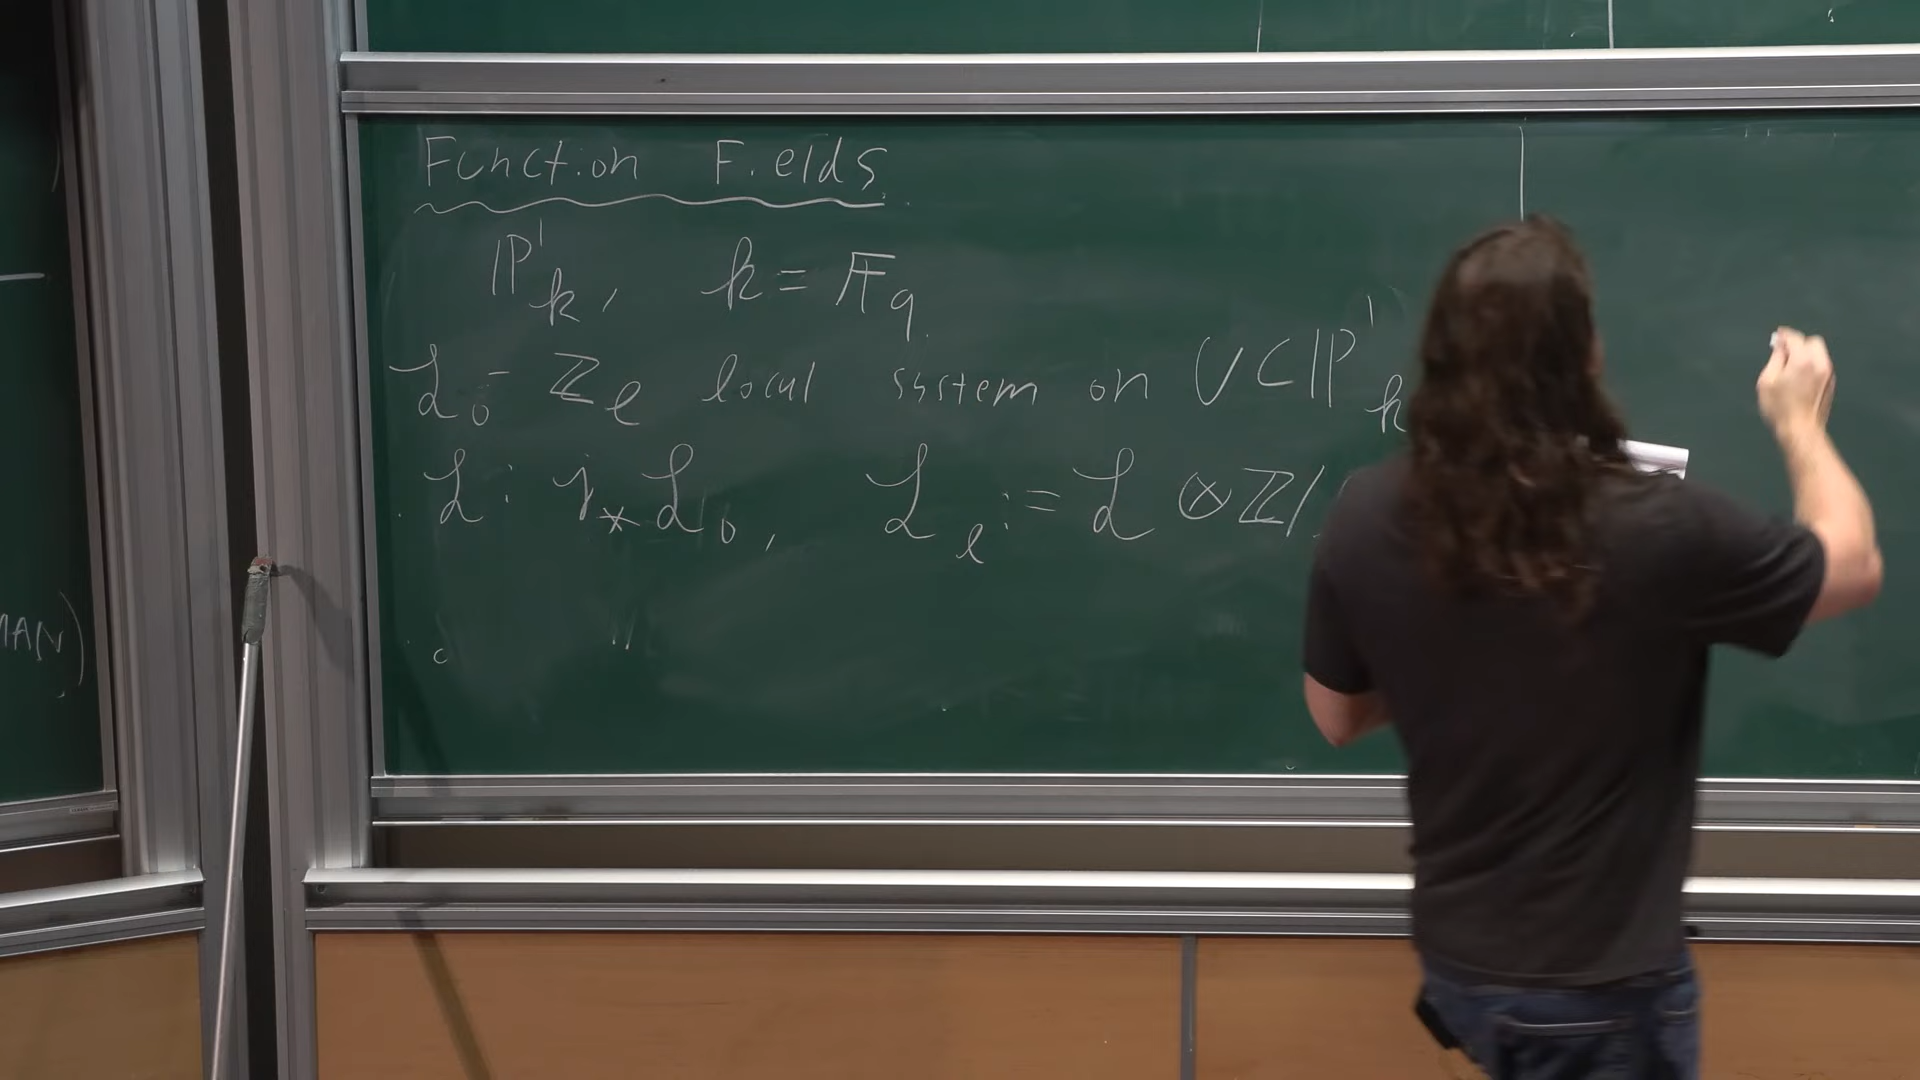 Function Fields
ℙ¹_k, k = 𝔽_q
ℒ₀ - ℤ_ℓ local system on U ⊂ ℙ¹_k
ℒ: j_*ℒ₀, ℒ_ℓ := ℒ ⊗ ℤ/